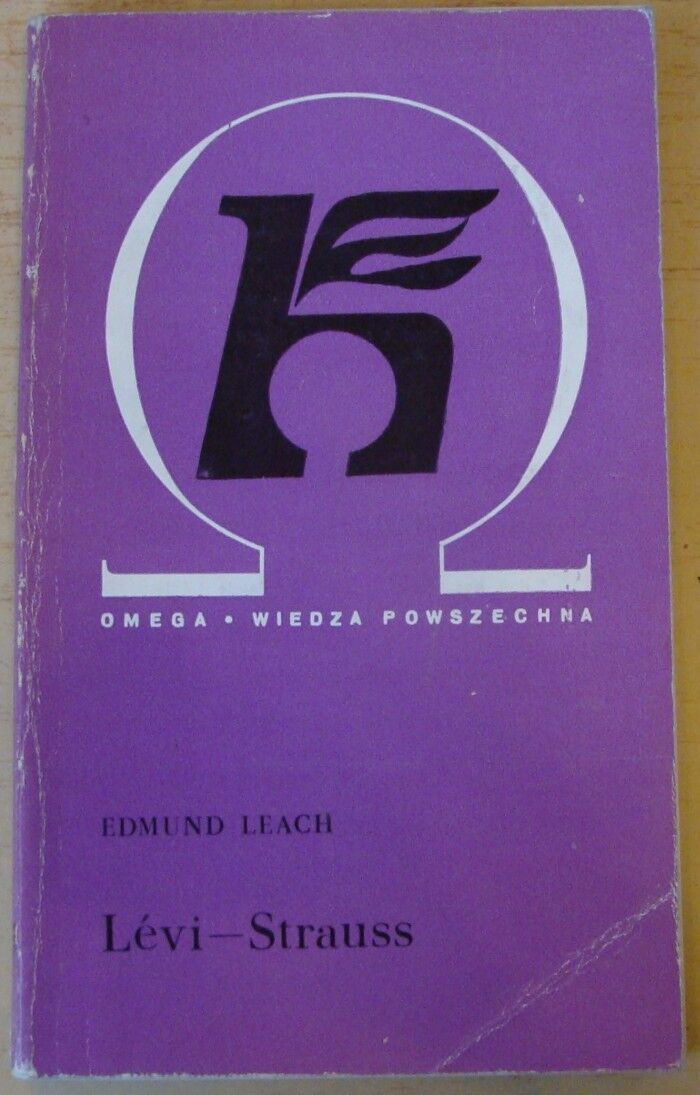 OMEGA • WIEDZA POWSZECHNA
EDMUND LEACH
Lévi—Strauss